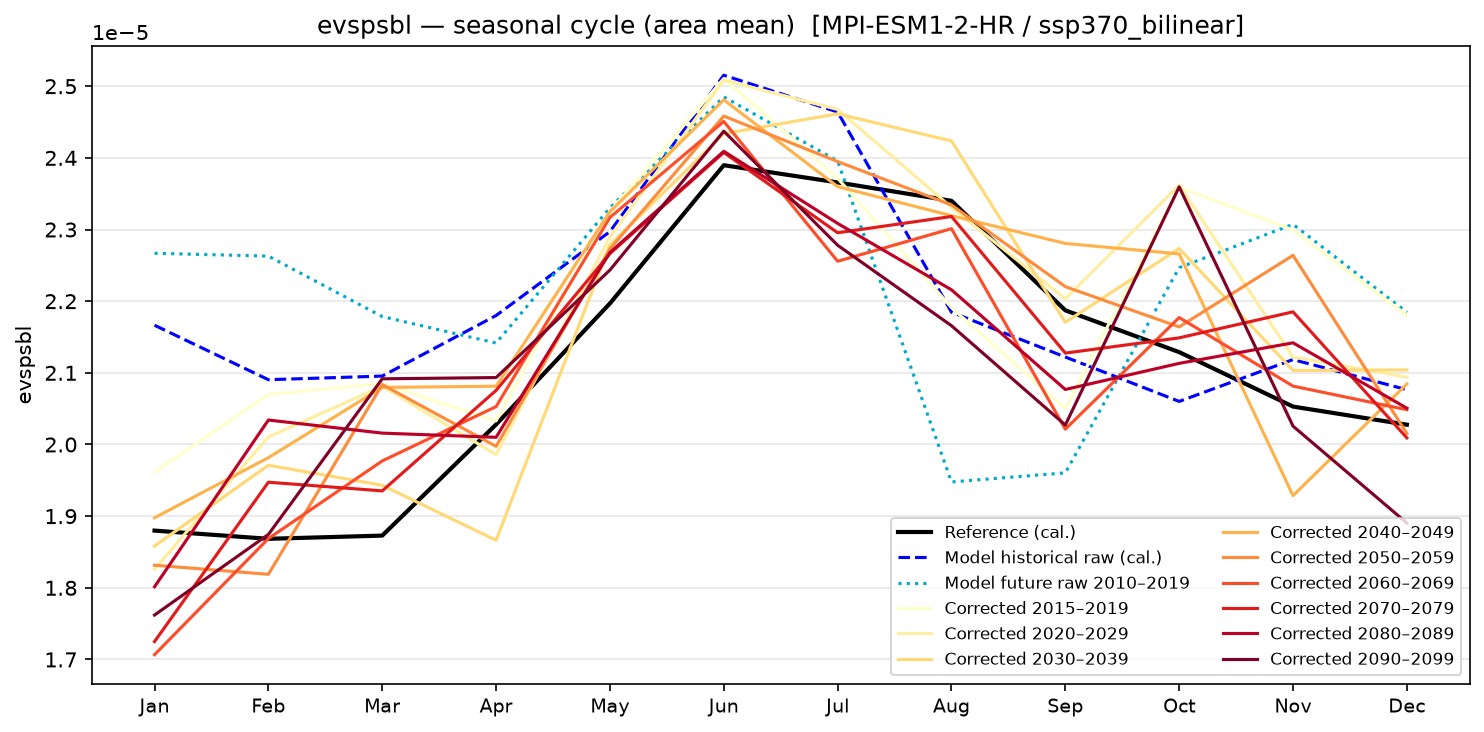 evspsbl — seasonal cycle (area mean)  [MPI-ESM1-2-HR / ssp370_bilinear]
1e−5
2.5
2.4
2.3
2.2
2.1
2.0
1.9
1.8
1.7
evspsbl
Jan Feb Mar Apr May Jun Jul Aug Sep Oct Nov Dec
Reference (cal.)
Model historical raw (cal.)
Model future raw 2010–2019
Corrected 2015–2019
Corrected 2020–2029
Corrected 2030–2039
Corrected 2040–2049
Corrected 2050–2059
Corrected 2060–2069
Corrected 2070–2079
Corrected 2080–2089
Corrected 2090–2099